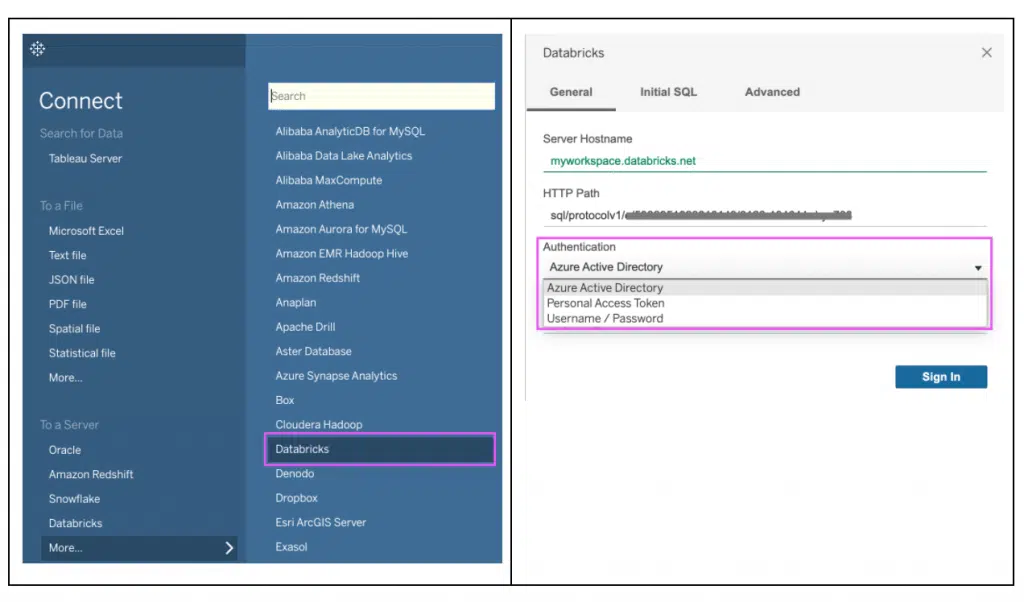 Connect
Search for Data
Tableau Server
To a File
Microsoft Excel
Text file
JSON file
PDF file
Spatial file
Statistical file
More...
To a Server
Oracle
Amazon Redshift
Snowflake
Databricks
More...
Search
Alibaba AnalyticDB for MySQL
Alibaba Data Lake Analytics
Alibaba MaxCompute
Amazon Athena
Amazon Aurora for MySQL
Amazon EMR Hadoop Hive
Amazon Redshift
Anaplan
Apache Drill
Aster Database
Azure Synapse Analytics
Box
Cloudera Hadoop
Databricks
Denodo
Dropbox
Esri ArcGIS Server
Exasol
Databricks
General Initial SQL Advanced
Server Hostname
myworkspace.databricks.net
HTTP Path
sql/protocolv1/
Authentication
Azure Active Directory
Azure Active Directory
Personal Access Token
Username / Password
Sign In